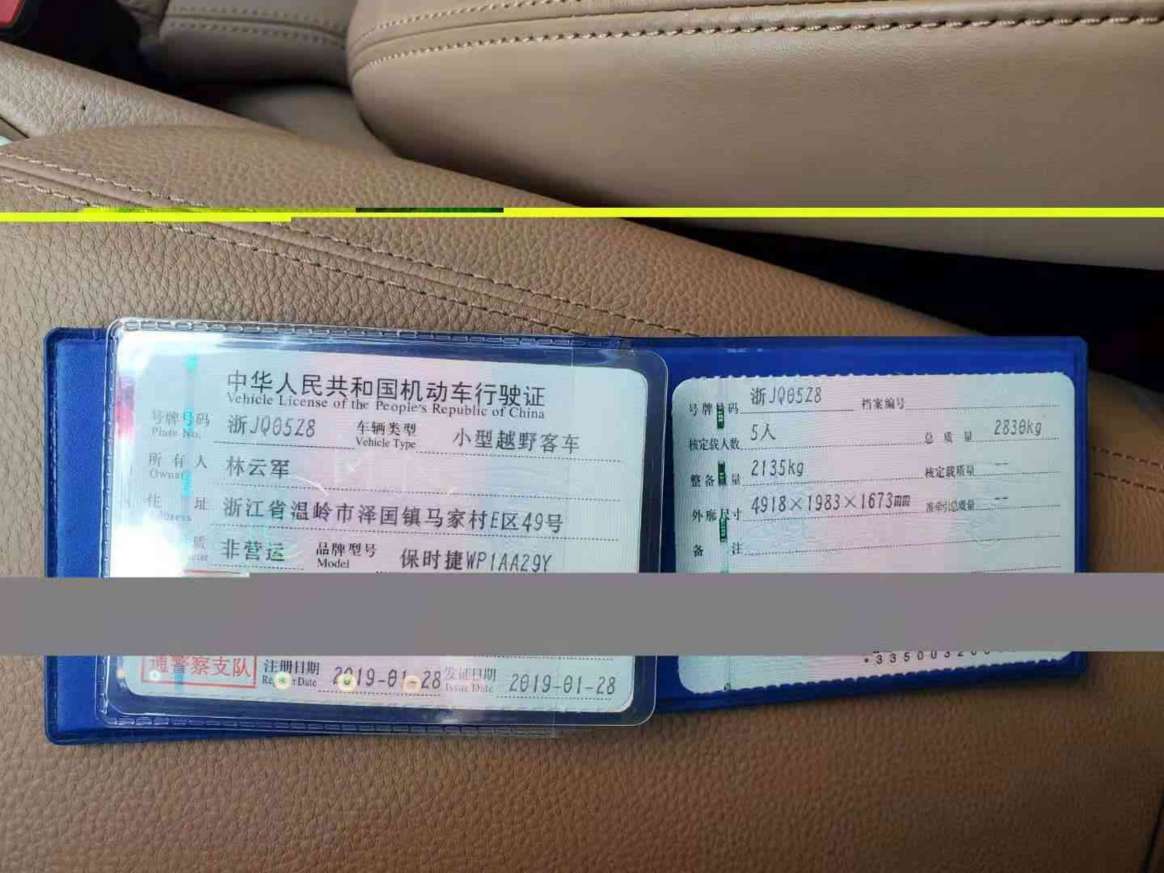 中华人民共和国机动车行驶证
Vehicle License of the People's Republic of China
号牌号码 浙JQ05Z8 车辆类型 小型越野客车
Plate No. Vehicle Type
所有人 林云军
Owner
住址 浙江省温岭市泽国镇马家村E区49号
非营运 品牌型号 保时捷WP1AA29Y
Model
通警察支队 注册日期 2019-01-28 发证日期 2019-01-28
Issue Date
号牌号码 浙JQ05Z8 档案编号
核定载人数 5人 总质量 2830kg
整备质量 2135kg 核定载质量 --
外廓尺寸 4918×1983×1673mm 准牵引总质量 --
备注